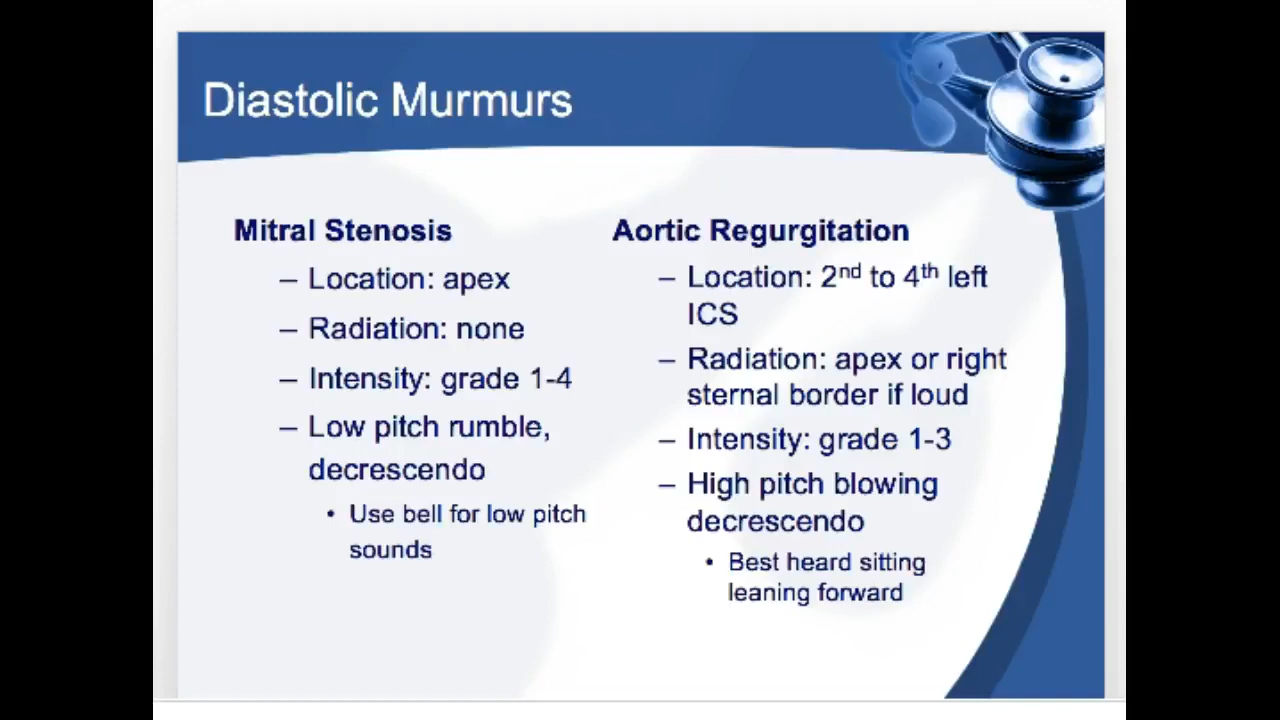 Diastolic Murmurs
Mitral Stenosis
– Location: apex
– Radiation: none
– Intensity: grade 1-4
– Low pitch rumble,
decrescendo
• Use bell for low pitch
sounds
Aortic Regurgitation
– Location: 2nd to 4th left
ICS
– Radiation: apex or right
sternal border if loud
– Intensity: grade 1-3
– High pitch blowing
decrescendo
• Best heard sitting
leaning forward